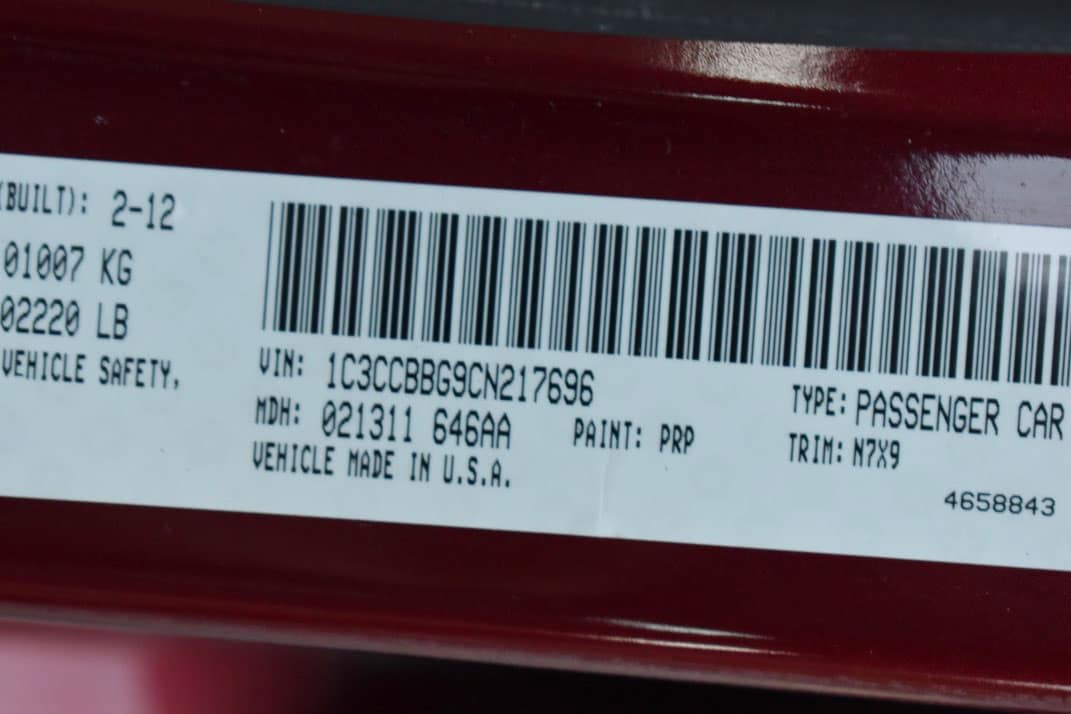 (BUILT): 2-12
01007 KG
02220 LB
VEHICLE SAFETY,
VIN: 1C3CCBBG9CN217696
MDH: 021311 646AA
PAINT: PRP
VEHICLE MADE IN U.S.A.
TYPE: PASSENGER CAR
TRIM: N7X9
4658843